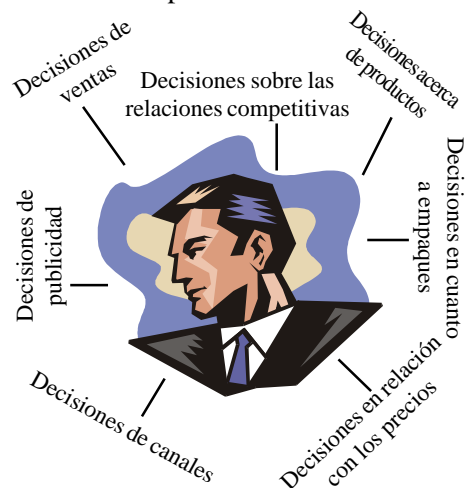 Decisiones de
ventas
Decisiones sobre las
relaciones competitivas
Decisiones acerca
de productos
Decisiones en cuanto
a empaques
Decisiones en relación
con los precios
Decisiones de canales
Decisiones de
publicidad